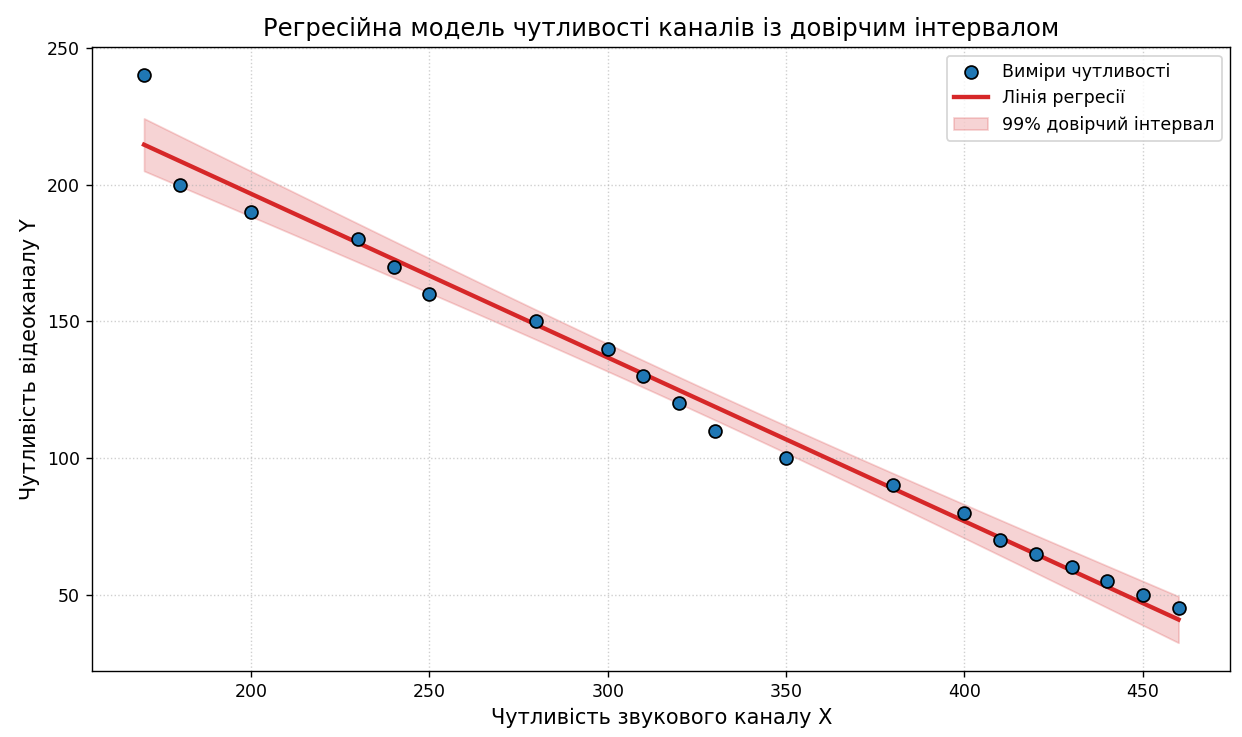 Регресійна модель чутливості каналів із довірчим інтервалом
Виміри чутливості
Лінія регресії
99% довірчий інтервал
Чутливість відеоканалу Y
250
200
150
100
50
200 250 300 350 400 450
Чутливість звукового каналу X